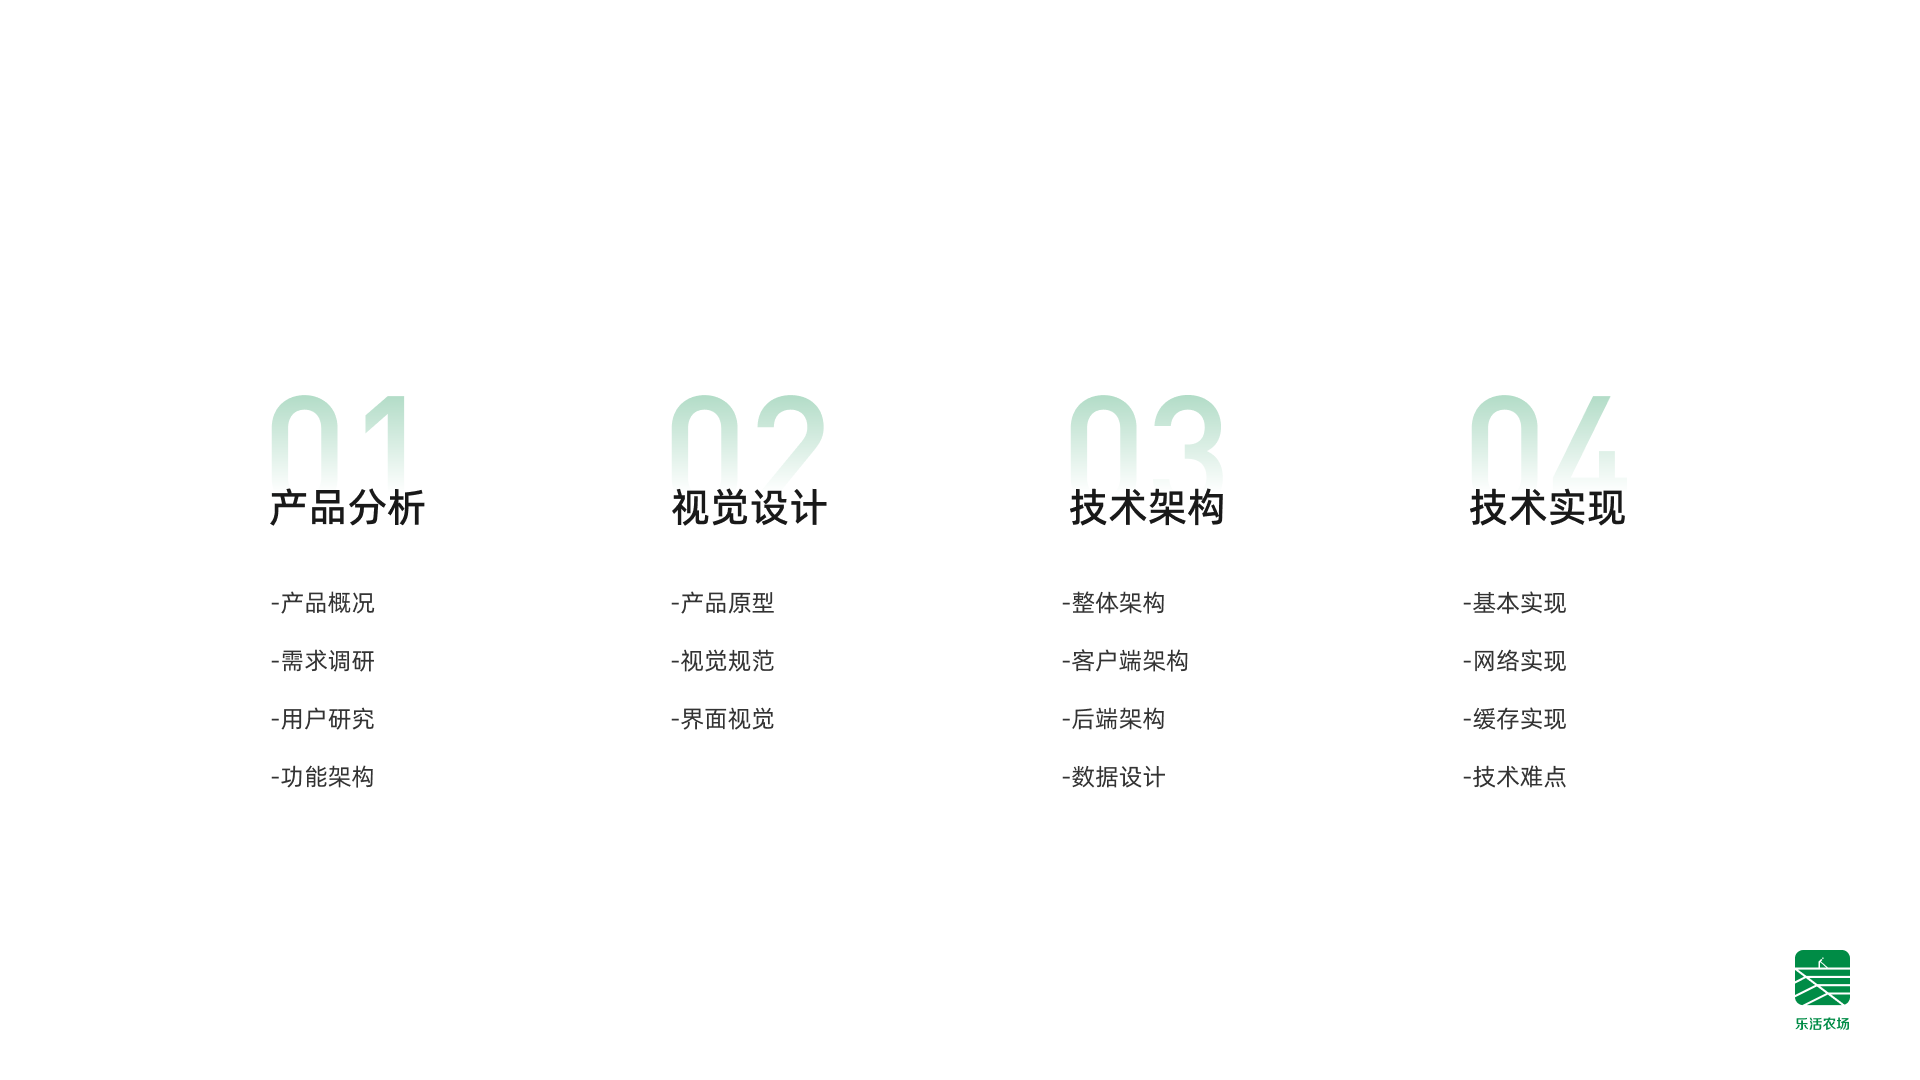 01
产品分析
-产品概况
-需求调研
-用户研究
-功能架构
02
视觉设计
-产品原型
-视觉规范
-界面视觉
03
技术架构
-整体架构
-客户端架构
-后端架构
-数据设计
04
技术实现
-基本实现
-网络实现
-缓存实现
-技术难点
乐活农场